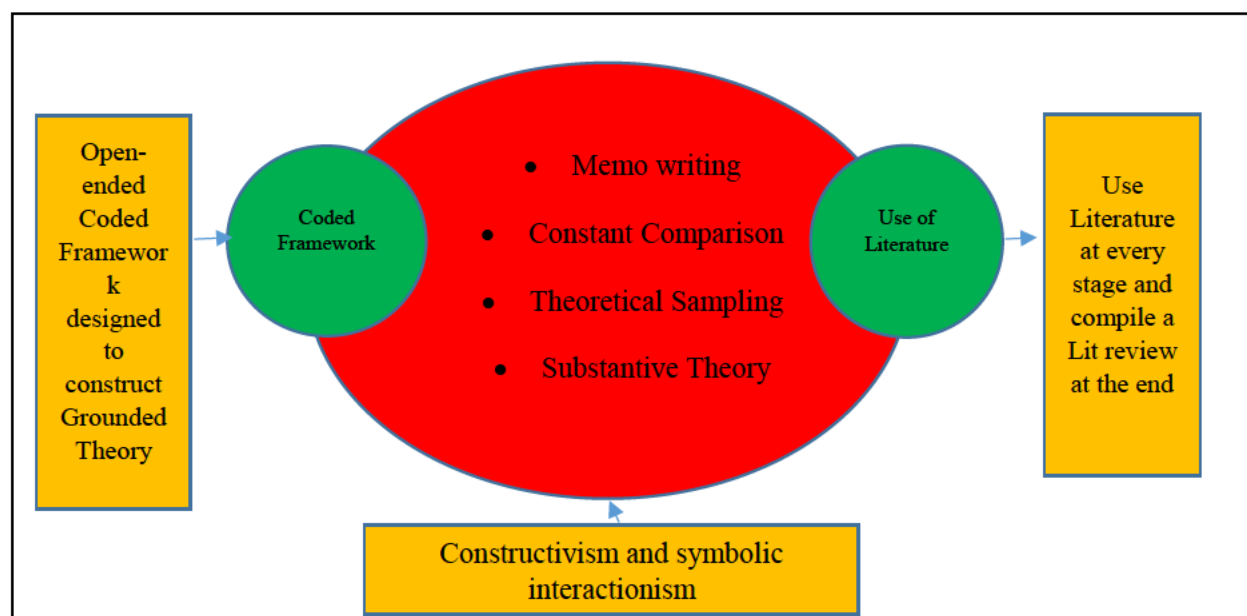 Open-
ended
Coded
Framewor
k
designed
to
construct
Grounded
Theory
Coded
Framework
• Memo writing
• Constant Comparison
• Theoretical Sampling
• Substantive Theory
Use of
Literature
Use
Literature
at every
stage and
compile a
Lit review
at the end
Constructivism and symbolic
interactionism